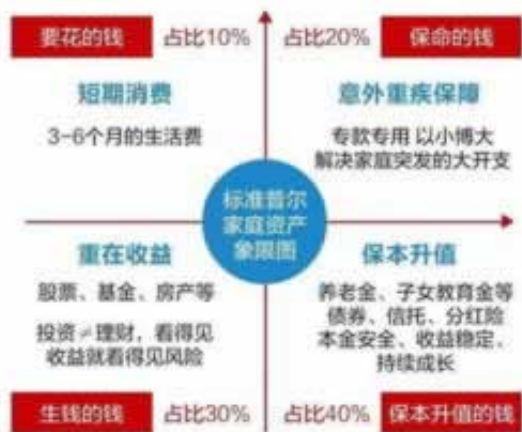 要花的钱 占比10%
占比20% 保命的钱
短期消费
3-6个月的生活费
意外重疾保障
专款专用 以小博大
解决家庭突发的大开支
标准普尔
家庭资产
象限图
重在收益
股票、基金、房产等
投资≠理财，看得见
收益就看得见风险
保本升值
养老金、子女教育金等
债券、信托、分红险
本金安全、收益稳定、
持续成长
生钱的钱 占比30%
占比40% 保本升值的钱